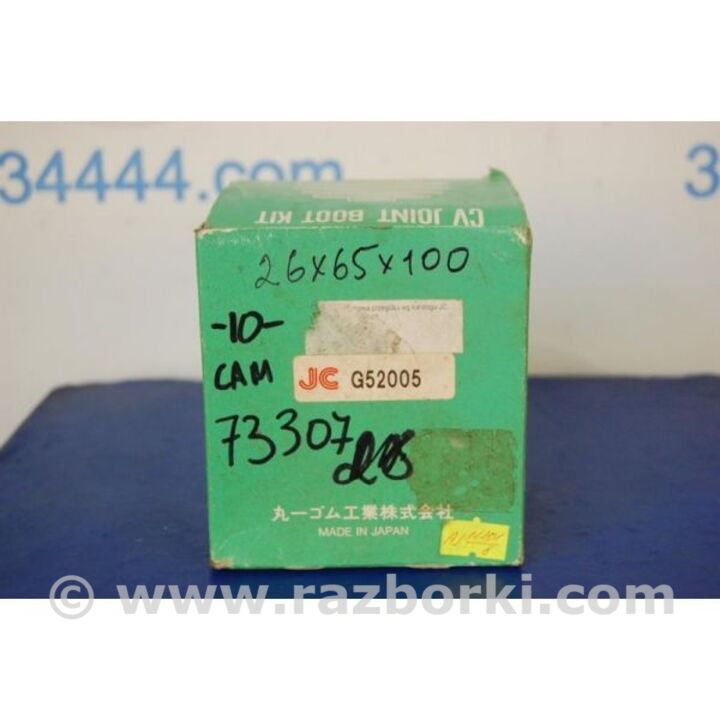 34444.com
CV JOINT BOOT KIT
26x65x100
-10-
CAM
JC G52005
73307
丸一ゴム工業株式会社
MADE IN JAPAN
© www.razborki.com